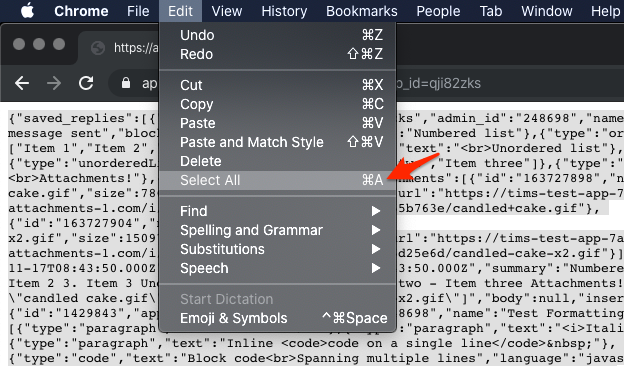 Chrome File Edit View History Bookmarks People Tab Window Help
https://a
ap p_id=qji82zks
Undo ⌘Z
Redo ⇧⌘Z
Cut ⌘X
Copy ⌘C
Paste ⌘V
Paste and Match Style ⇧⌘V
Delete
Select All ⌘A
Find
Spelling and Grammar
Substitutions
Speech
Start Dictation
Emoji & Symbols ^⌘Space
{"saved_replies":[{ ks","admin_id":"248698","name
message sent","block "Numbered list"},{"type":"or
["Item 1","Item 2", "text":"<br>Unordered list"},
{"type":"unorderedL ,"Item three"]},{"type"
<br>Attachments!"}, hments":[{"id":"163727898","n
cake.gif","size":78 url":"https://tims-test-app-7
attachments-1.com/i 5b763e/candled+cake.gif"},
{"id":"163727904","n
x2.gif","size":1509 rl":"https://tims-test-app-7a
attachments-1.com/i d25e6d/candled-cake-x2.gif"}]
11-17T08:43:50.000Z 3:50.000Z","summary":"Numbere
Item 2 3. Item 3 Uno two - Item three Attachments!
\"candled cake.gif\ x2.gif\"]","body":null,"inser
{"id":"1429843","ap 8698","name":"Test Formatting
[{"type":"paragraph" "paragraph","text":"<i>Itali
{"type":"paragraph","text":"Inline <code>code on a single line</code>&nbsp;"},
{"type":"code","text":"Block code<br>Spanning multiple lines","language":"javas